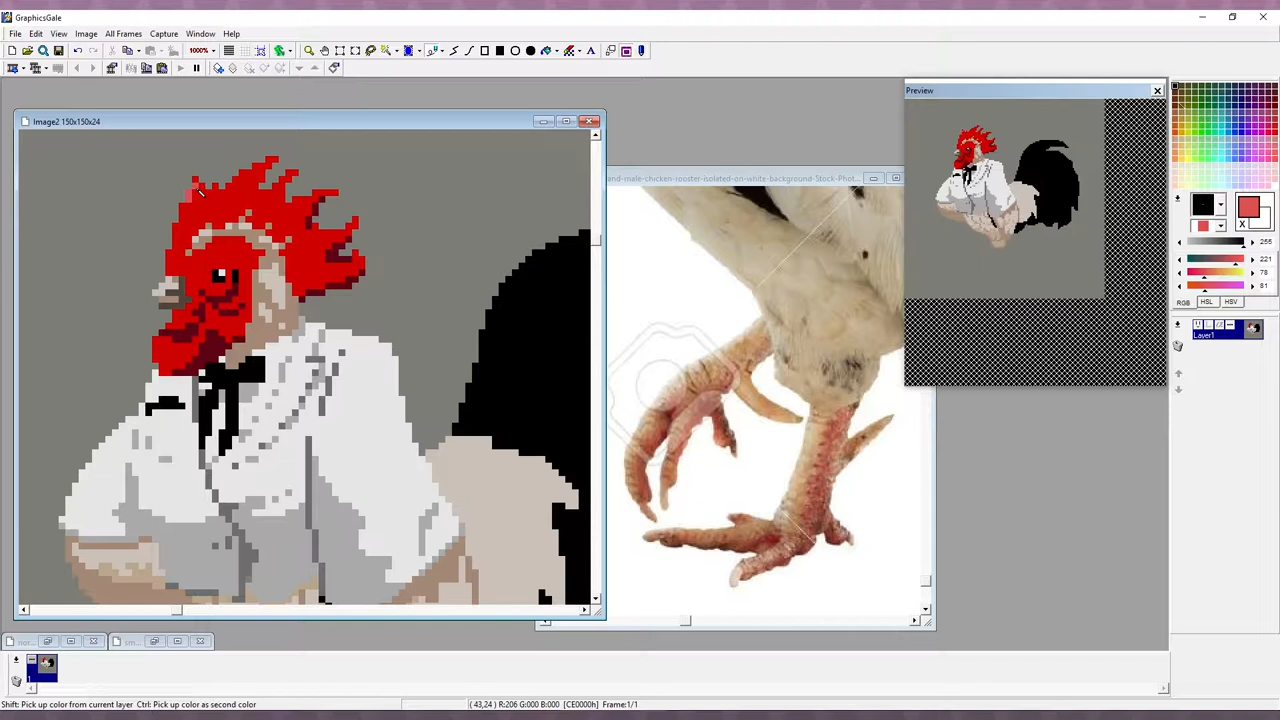 GraphicsGale
File Edit View Image All Frames Capture Window Help
1000%
A
Image2 150x150x24
and-male-chicken-rooster-isolated-on-white-background-Stock-Phot...
Preview
X
255
221
78
81
RGB HSL HSV
Layer1
1
Shift: Pick up color from current layer Ctrl: Pick up color as second color
( 43,24 ) R:206 G:000 B:000 [CE0000h] Frame:1/1